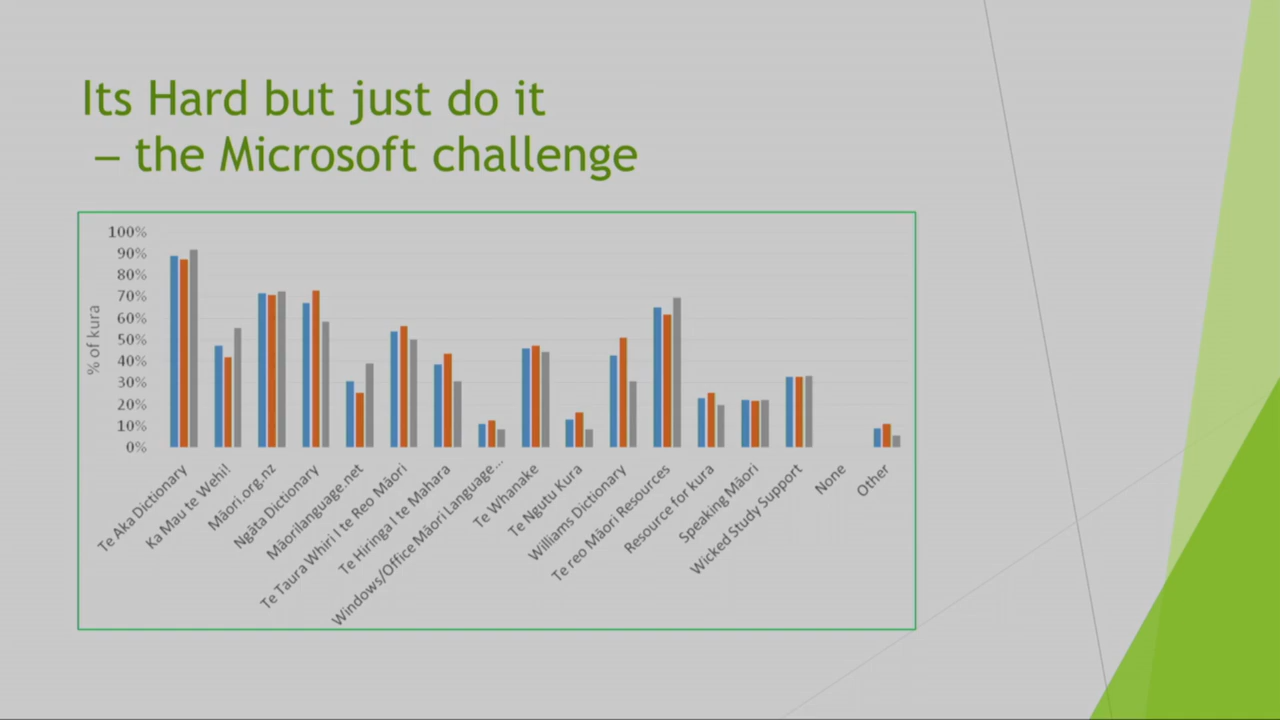 Its Hard but just do it
– the Microsoft challenge
100%
90%
80%
70%
60%
50%
40%
30%
20%
10%
0%
% of kura
Te Aka Dictionary
Ka Mau te Wehi!
Māori.org.nz
Ngāta Dictionary
Māorilanguage.net
Te Taura Whiri I te Reo Māori
Te Hiringa I te Mahara
Windows/Office Māori Language...
Te Whanake
Te Ngutu Kura
Williams Dictionary
Te reo Māori Resources
Resource for kura
Speaking Māori
Wicked Study Support
None
Other